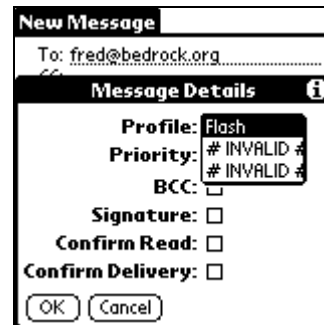 New Message
To: fred@bedrock.org
Message Details
Profile: Flash
Priority: # INVALID #
# INVALID #
BCC:
Signature:
Confirm Read:
Confirm Delivery:
OK Cancel